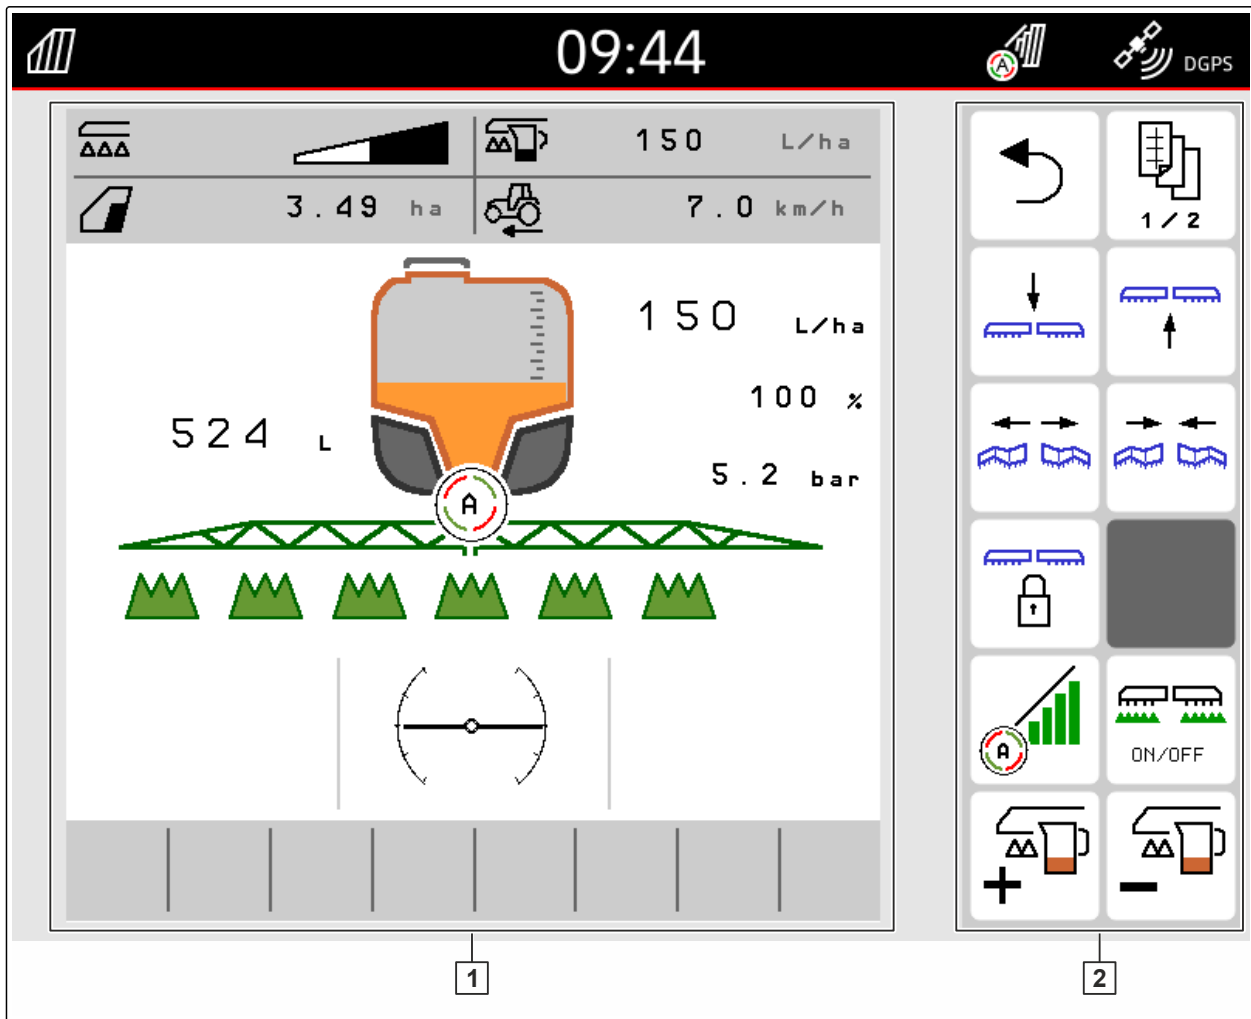 09:44
A
DGPS
150 L/ha
3.49 ha
7.0 km/h
150 L/ha
100 %
524 L
5.2 bar
A
1/2
A
ON/OFF
1
2